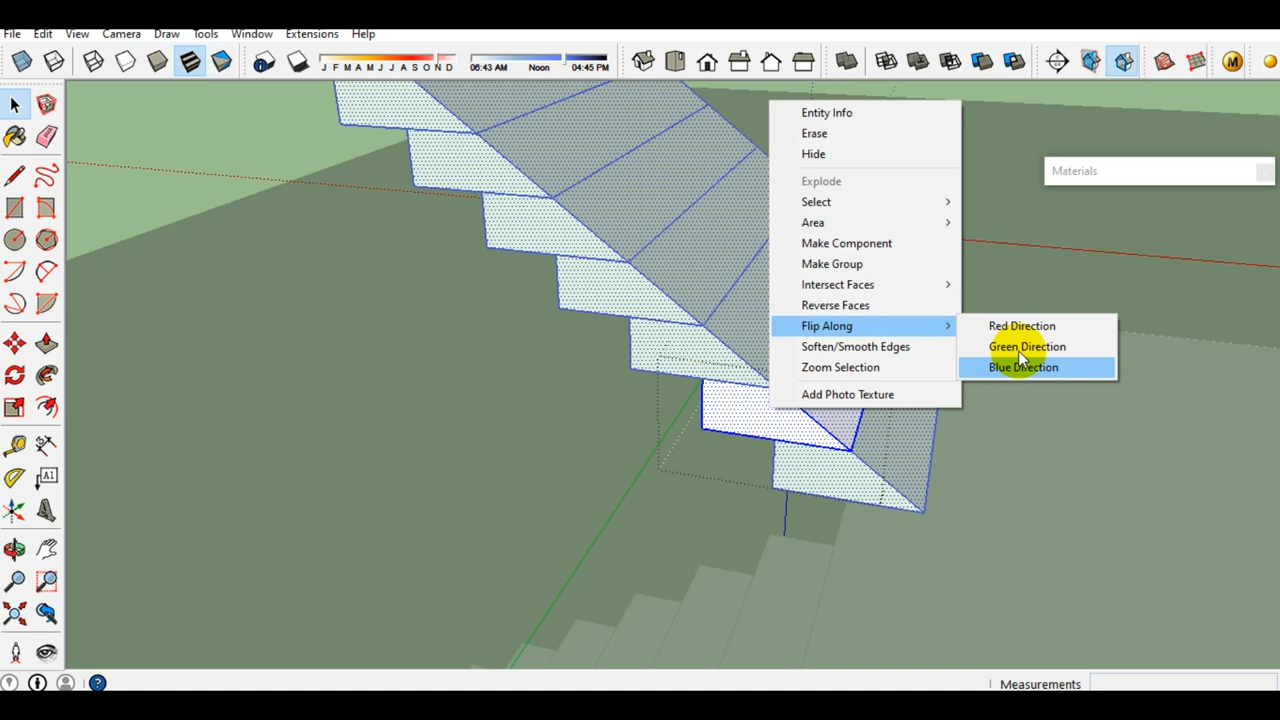 File Edit View Camera Draw Tools Window Extensions Help
J F M A M J J A S O N D
06:43 AM Noon 04:45 PM
M
Materials
Entity Info
Erase
Hide
Explode
Select
Area
Make Component
Make Group
Intersect Faces
Reverse Faces
Flip Along
Soften/Smooth Edges
Zoom Selection
Add Photo Texture
Red Direction
Green Direction
Blue Direction
A1
Measurements